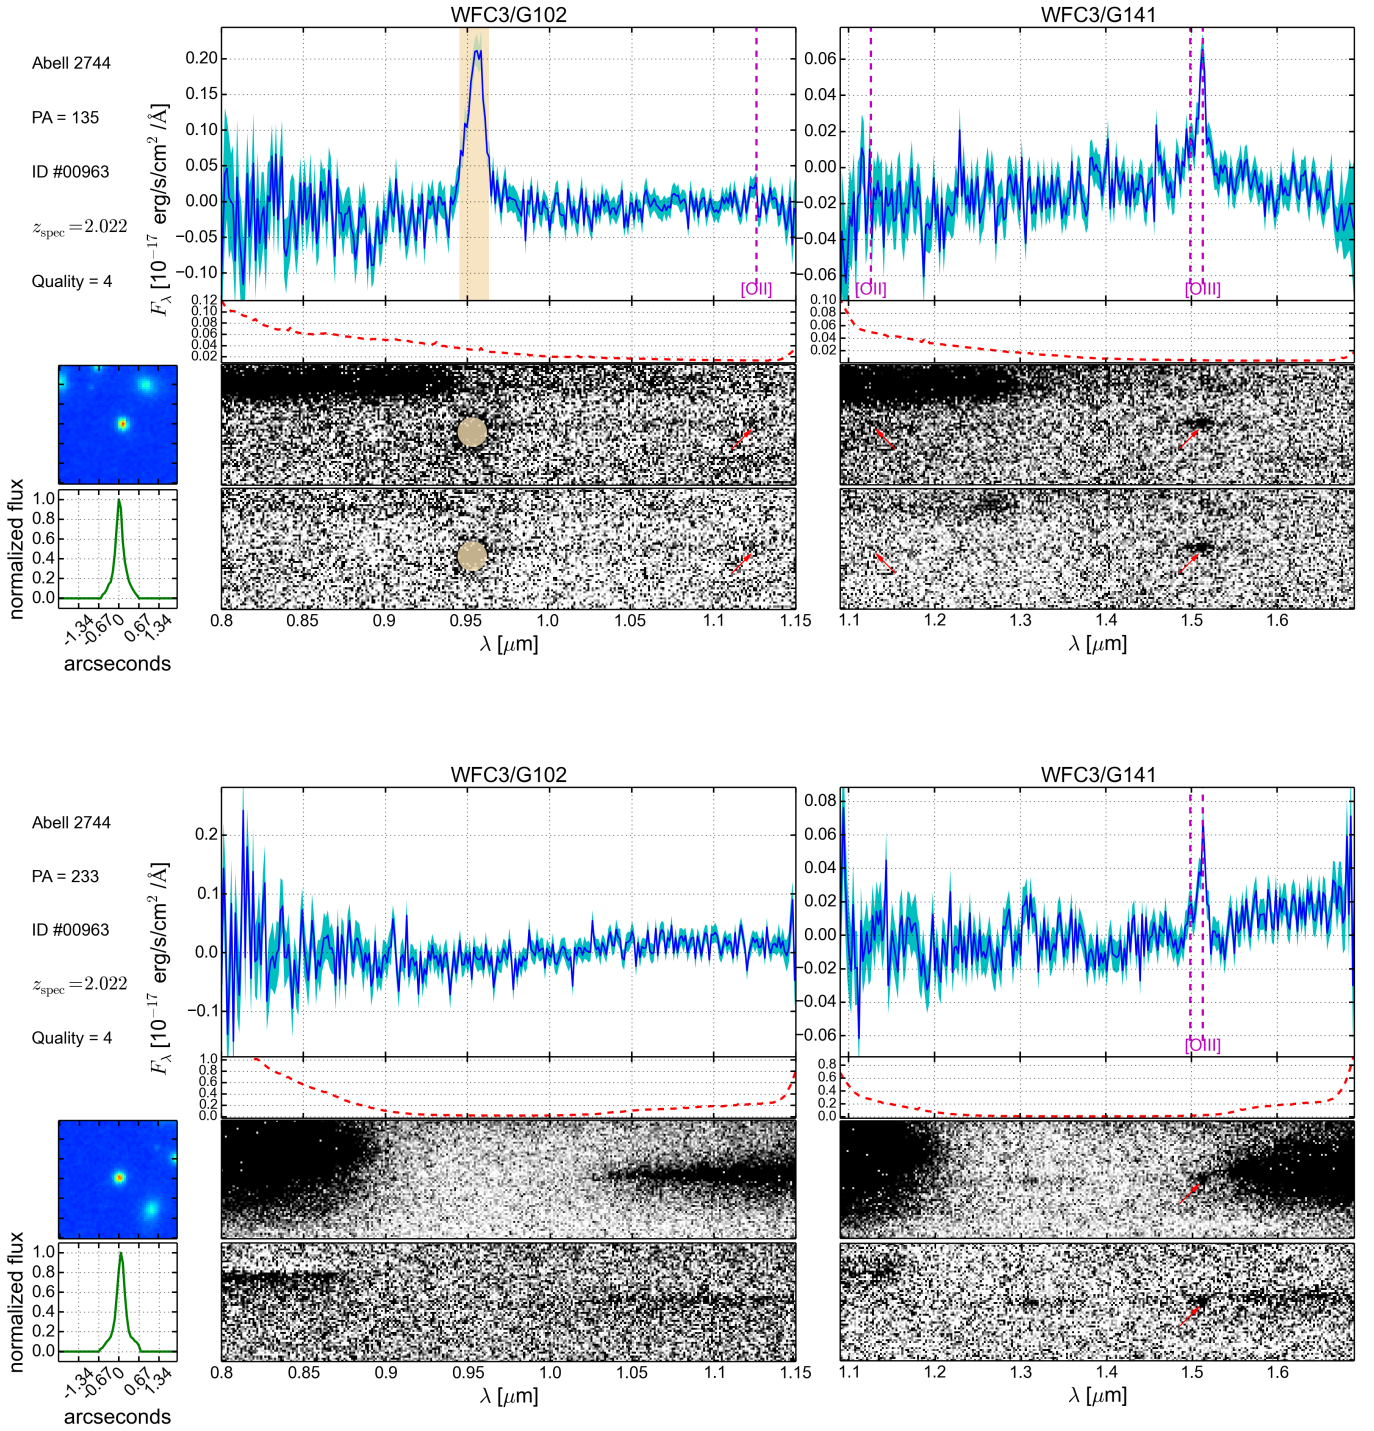 WFC3/G102
WFC3/G141
Abell 2744
PA = 135
ID #00963
z_spec = 2.022
Quality = 4
F_λ [10^−17 erg/s/cm^2 /Å]
0.20
0.15
0.10
0.05
0.00
−0.05
−0.10
[OII]
0.06
0.04
0.02
0.00
−0.02
−0.04
−0.06
[OII]
[OIII]
0.12
0.10
0.08
0.06
0.04
0.02
0.10
0.08
0.06
0.04
0.02
normalized flux
1.0
0.8
0.6
0.4
0.2
0.0
-1.34 -0.67 0 0.67 1.34
arcseconds
0.8 0.85 0.9 0.95 1.0 1.05 1.1 1.15
λ [μm]
1.1 1.2 1.3 1.4 1.5 1.6
λ [μm]
WFC3/G102
WFC3/G141
Abell 2744
PA = 233
ID #00963
z_spec = 2.022
Quality = 4
F_λ [10^−17 erg/s/cm^2 /Å]
0.2
0.1
0.0
−0.1
0.08
0.06
0.04
0.02
0.00
−0.02
−0.04
−0.06
[OIII]
1.0
0.8
0.6
0.4
0.2
0.0
0.8
0.6
0.4
0.2
0.0
normalized flux
1.0
0.8
0.6
0.4
0.2
0.0
-1.34 -0.67 0 0.67 1.34
arcseconds
0.8 0.85 0.9 0.95 1.0 1.05 1.1 1.15
λ [μm]
1.1 1.2 1.3 1.4 1.5 1.6
λ [μm]